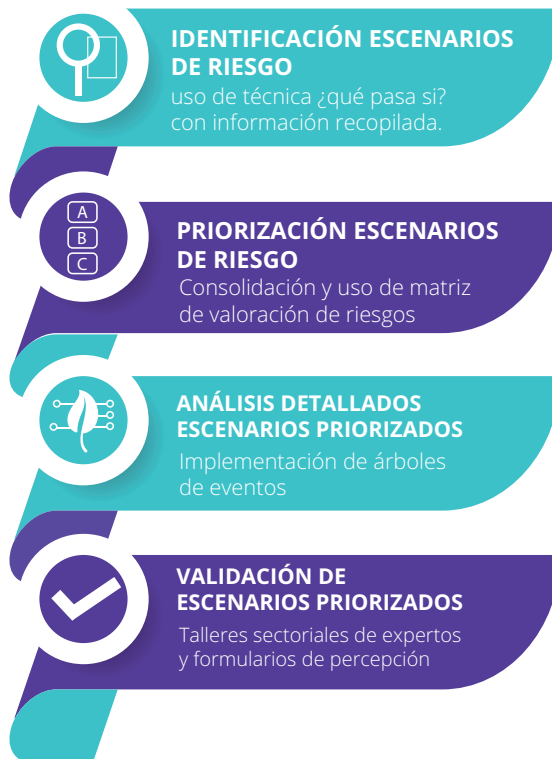 IDENTIFICACIÓN ESCENARIOS
DE RIESGO
uso de técnica ¿qué pasa si?
con información recopilada.
A
B
C
PRIORIZACIÓN ESCENARIOS
DE RIESGO
Consolidación y uso de matriz
de valoración de riesgos
ANÁLISIS DETALLADOS
ESCENARIOS PRIORIZADOS
Implementación de árboles
de eventos
VALIDACIÓN DE
ESCENARIOS PRIORIZADOS
Talleres sectoriales de expertos
y formularios de percepción